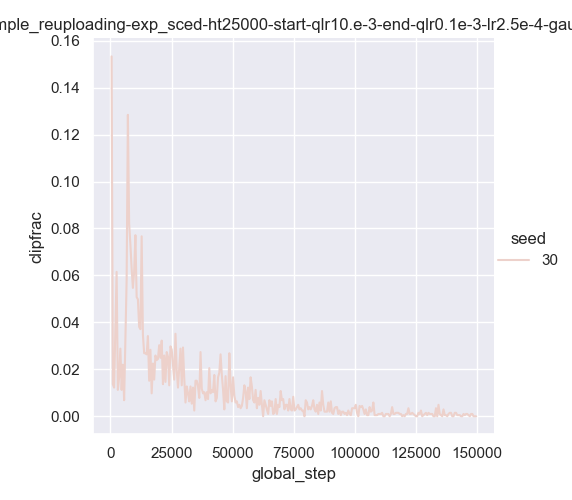 mple_reuploading-exp_sced-ht25000-start-qlr10.e-3-end-qlr0.1e-3-lr2.5e-4-gau
0.16
0.14
0.12
0.10
0.08
0.06
0.04
0.02
0.00
clipfrac
0 25000 50000 75000 100000 125000 150000
global_step
seed
30